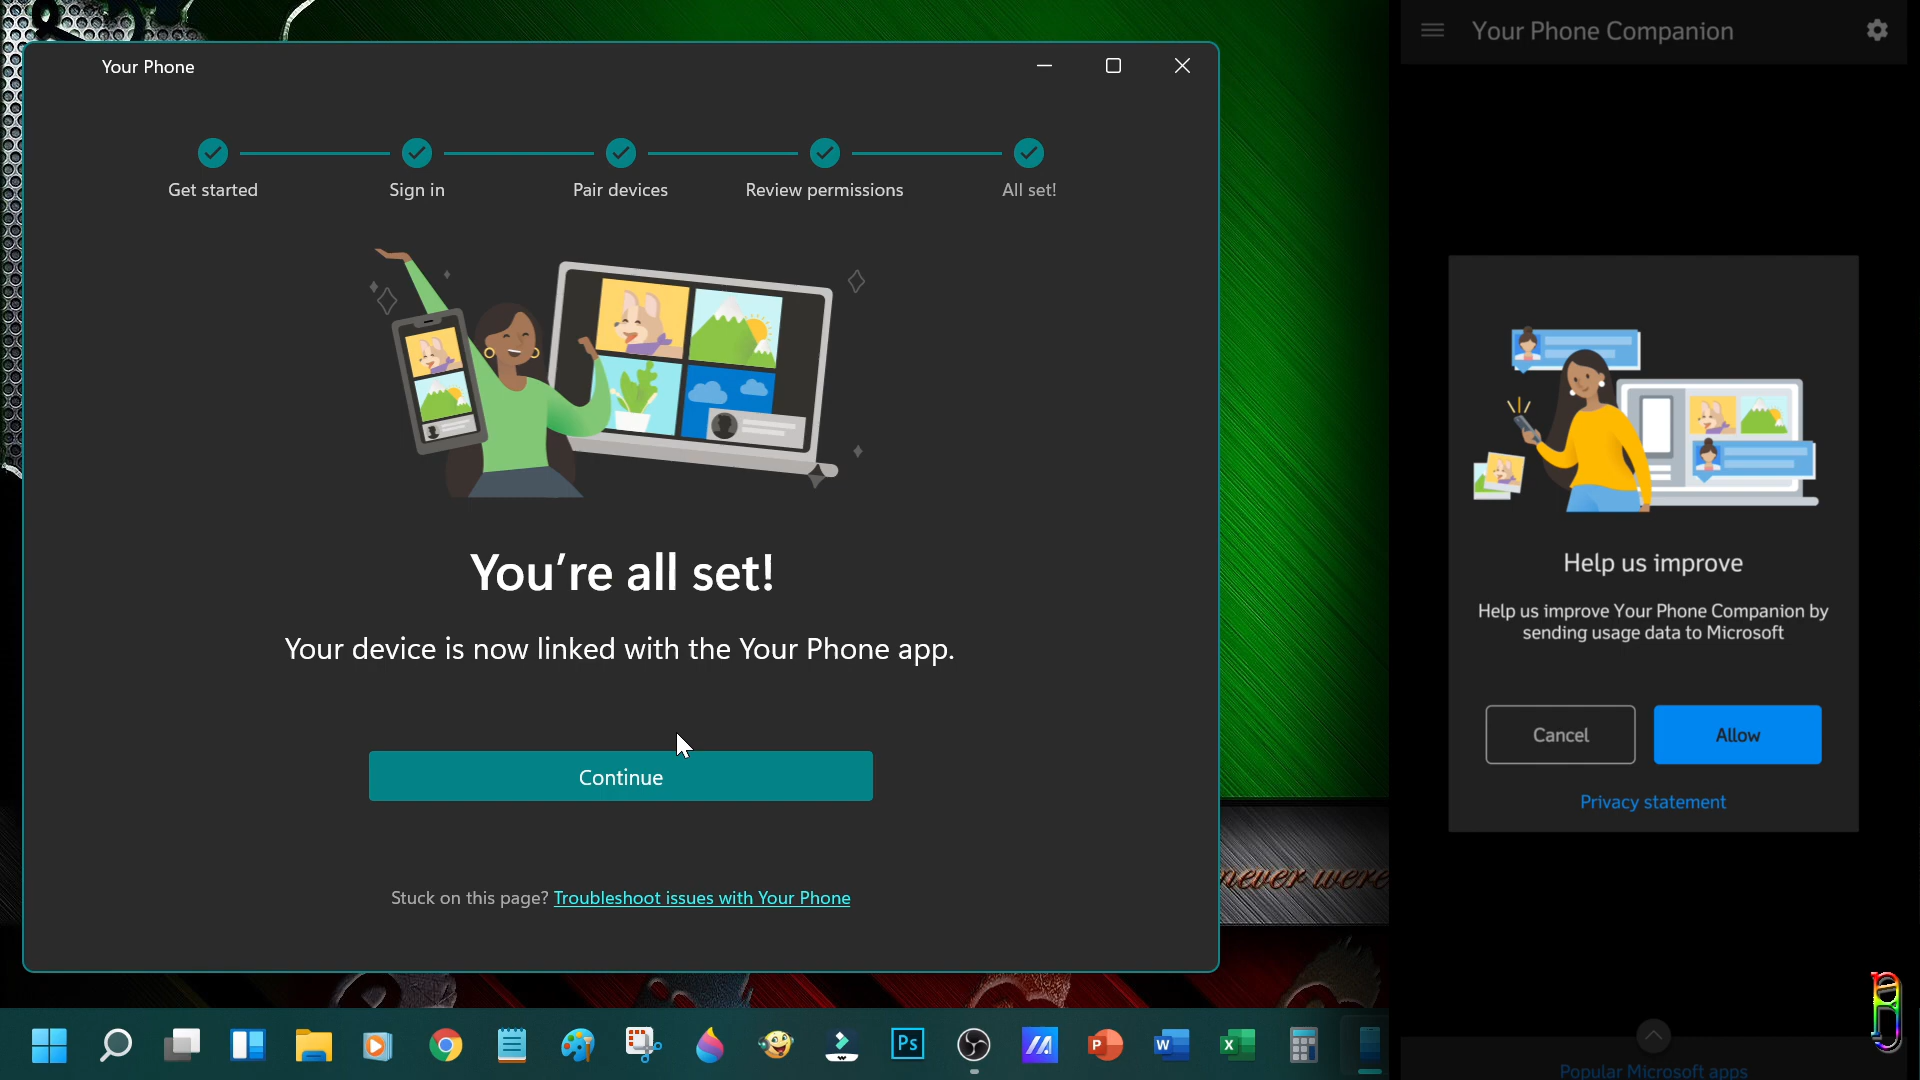 Your Phone
Get started
Sign in
Pair devices
Review permissions
All set!
You're all set!
Your device is now linked with the Your Phone app.
Continue
Stuck on this page? Troubleshoot issues with Your Phone
never were
Ps
P
W
X
Your Phone Companion
Help us improve
Help us improve Your Phone Companion by
sending usage data to Microsoft
Cancel
Allow
Privacy statement
Popular Microsoft apps